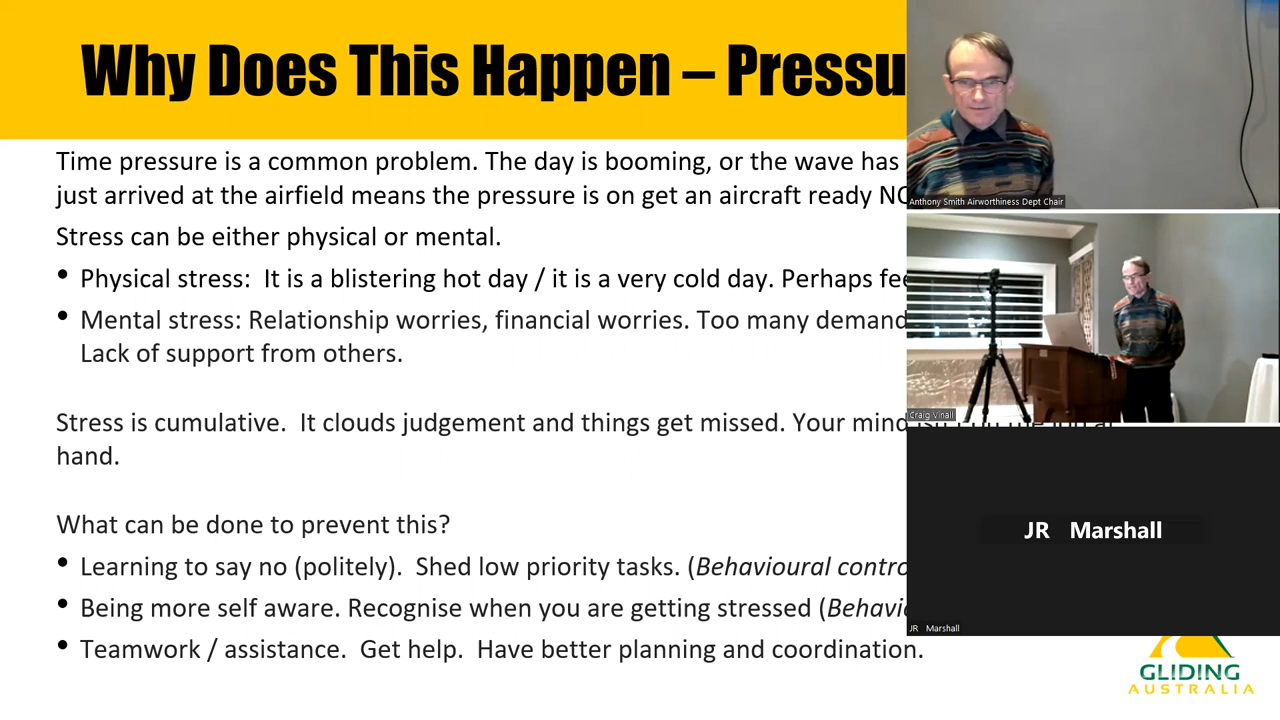 Why Does This Happen – Pressu
Time pressure is a common problem. The day is booming, or the wave has
just arrived at the airfield means the pressure is on get an aircraft ready NO
Stress can be either physical or mental.
• Physical stress: It is a blistering hot day / it is a very cold day. Perhaps fee
• Mental stress: Relationship worries, financial worries. Too many demand
Lack of support from others.
Stress is cumulative. It clouds judgement and things get missed. Your mind
hand.
What can be done to prevent this?
• Learning to say no (politely). Shed low priority tasks. (Behavioural contro
• Being more self aware. Recognise when you are getting stressed (Behavio
• Teamwork / assistance. Get help. Have better planning and coordination.
Anthony Smith Airworthiness Dept Chair
Craig Vinall
JR Marshall
JR Marshall
GLIDING
AUSTRALIA